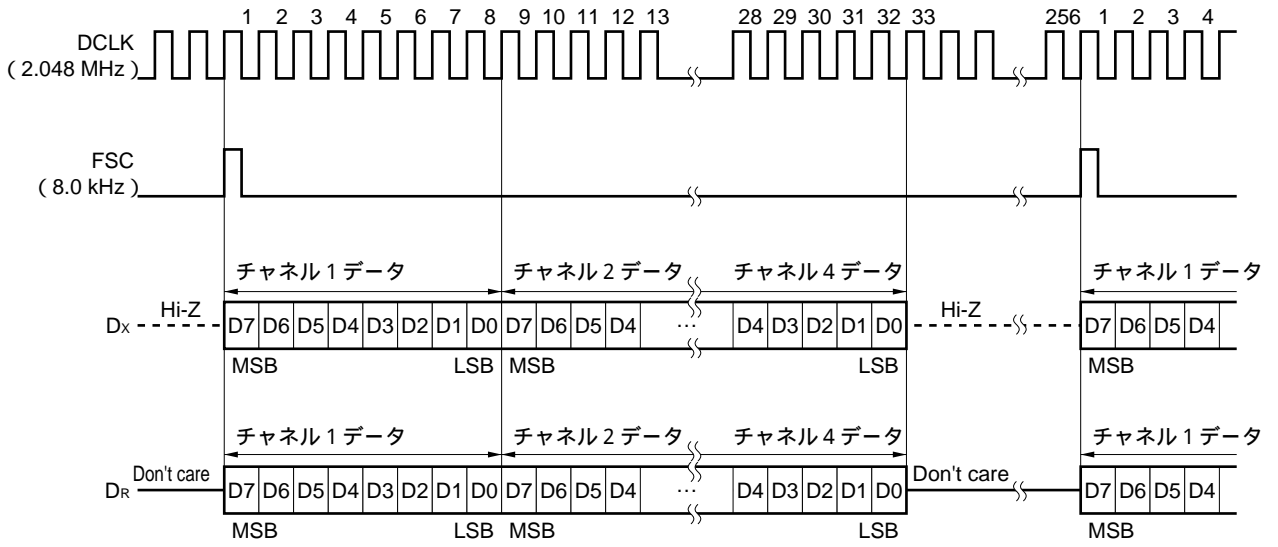 1 2 3 4 5 6 7 8 9 10 11 12 13 28 29 30 31 32 33 256 1 2 3 4
DCLK
( 2.048 MHz )
FSC
( 8.0 kHz )
チャネル 1 データ チャネル 2 データ チャネル 4 データ チャネル 1 データ
DX Hi-Z D7 D6 D5 D4 D3 D2 D1 D0 D7 D6 D5 D4 ... D4 D3 D2 D1 D0 Hi-Z D7 D6 D5 D4
MSB LSB MSB LSB MSB
チャネル 1 データ チャネル 2 データ チャネル 4 データ チャネル 1 データ
DR Don't care D7 D6 D5 D4 D3 D2 D1 D0 D7 D6 D5 D4 ... D4 D3 D2 D1 D0 Don't care D7 D6 D5 D4
MSB LSB MSB LSB MSB